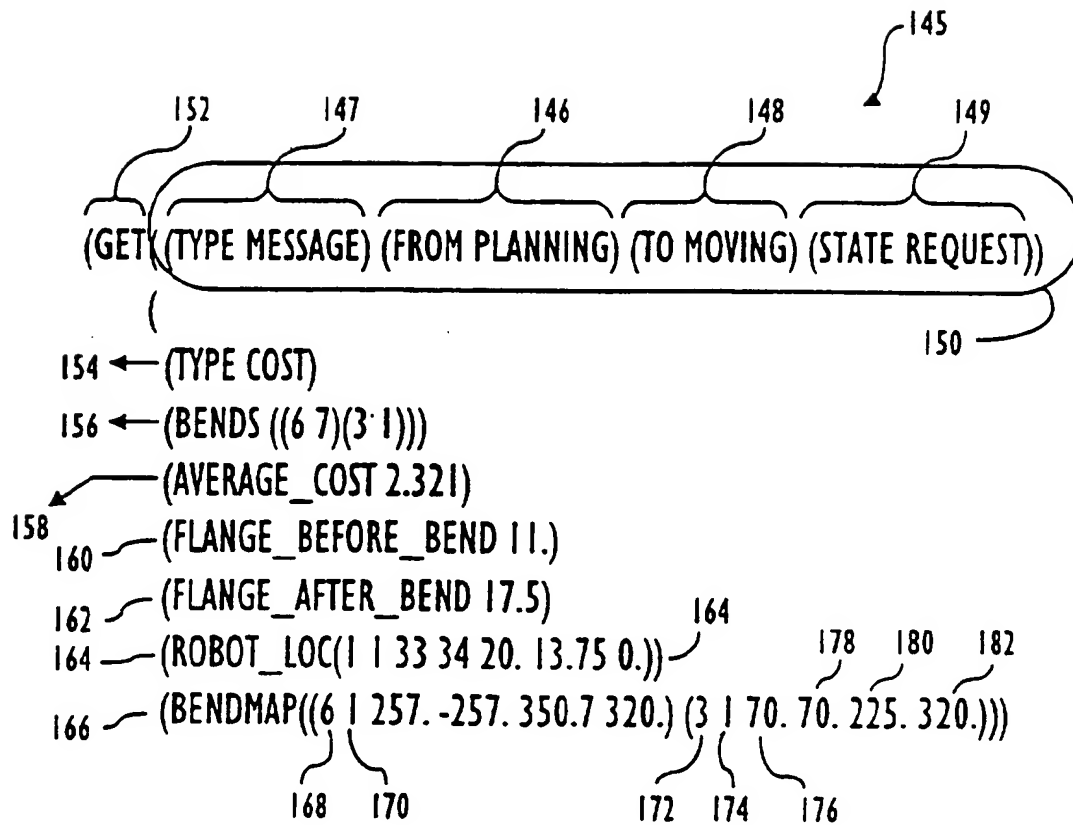 145
152 147 146 148 149
(GET ((TYPE MESSAGE) (FROM PLANNING) (TO MOVING) (STATE REQUEST))
150
(
154 (TYPE COST)
156 (BENDS ((6 7)(3 1)))
(AVERAGE_COST 2.321)
158
160 (FLANGE_BEFORE_BEND 11.)
162 (FLANGE_AFTER_BEND 17.5)
164 (ROBOT_LOC(1 1 33 34 20. 13.75 0.)) 164
178 180 182
166 (BENDMAP((6 1 257. -257. 350.7 320.) (3 1 70. 70. 225. 320.)))
168 170 172 174 176